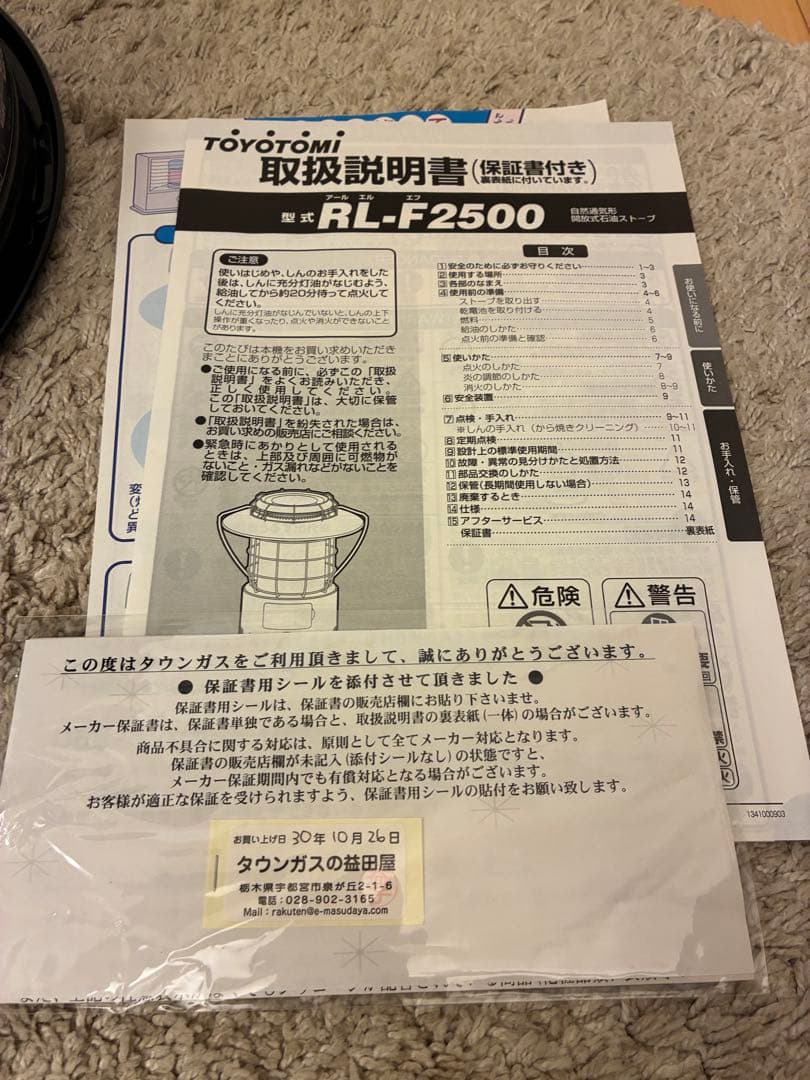 TOYOTOMI
取扱説明書(保証書付き)
裏表紙に付いています。
アール エル エフ
型式 RL-F2500
自然通気形
開放式石油ストーブ
ご注意
使いはじめや、しんのお手入れをした
後は、しんに充分灯油がなじむよう、
給油してから約20分待って点火して
ください。
しんに充分灯油がなじんでいないと、しんの上下
操作が重くなったり、点火や消火ができないこと
があります。
このたびは本機をお買い求めいただき
まことにありがとうございます。
●ご使用になる前に、必ずこの「取扱
説明書」をよくお読みいただき、
正しく使用してください。
この「取扱説明書」は、大切に保管
しておいてください。
●「取扱説明書」を紛失された場合は、
お買い求めの販売店にご相談ください。
●緊急時にあかりとして使用される
ときは、上部及び周囲に可燃物が
ないこと・ガス漏れなどがないことを
確認してください。
目次
1 安全のために必ずお守りください 1~3
2 使用する場所 3
3 各部のなまえ 3
4 使用前の準備 4~6
ストーブを取り出す 4
乾電池を取り付ける 4
燃料 5
給油のしかた 6
点火前の準備と確認 6
5 使いかた 7~9
点火のしかた 7
炎の調節のしかた 8
消火のしかた 8~9
6 安全装置 9
7 点検・手入れ 9~11
※しんの手入れ(から焼きクリーニング) 10~11
8 定期点検 11
9 設計上の標準使用期間 11
10 故障・異常の見分けかたと処置方法 12
11 部品交換のしかた 12
12 保管(長期間使用しない場合) 13
13 廃棄するとき 14
14 仕様 14
15 アフターサービス 14
保証書 裏表紙
お使いになる前に
使いかた
お手入れ・保管
危険
警告
1341000903
この度はタウンガスをご利用頂きまして、誠にありがとうございます。
● 保証書用シールを添付させて頂きました ●
保証書用シールは、保証書の販売店欄にお貼り下さいませ。
メーカー保証書は、保証書単独である場合と、取扱説明書の裏表紙(一体)の場合がございます。
商品不具合に関する対応は、原則として全てメーカー対応となります。
保証書の販売店欄が未記入(添付シールなし)の状態ですと、
メーカー保証期間内でも有償対応となる場合がございます。
お客様が適正な保証を受けられますよう、保証書用シールの貼付をお願い致します。
お買い上げ日 30年10月26日
タウンガスの益田屋
栃木県宇都宮市泉が丘2-1-6
電話:028-902-3165
Mail:rakuten@e-masudaya.com